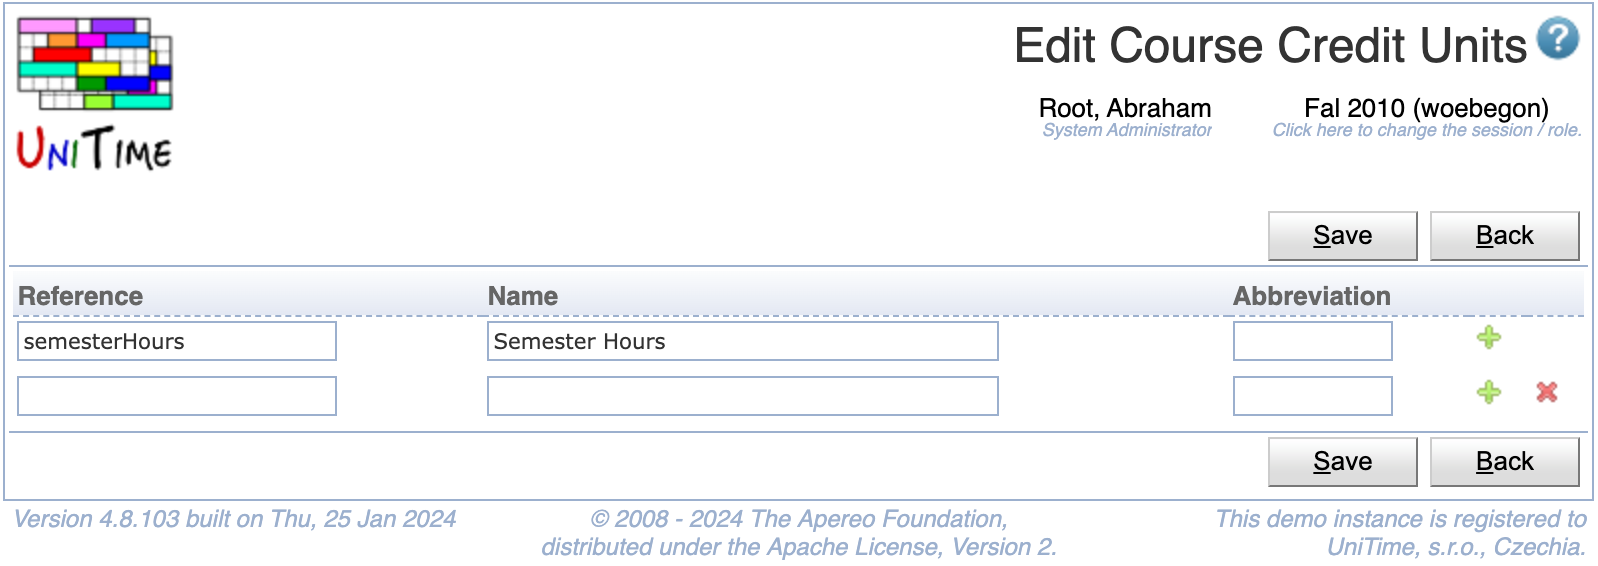 UNITIME
Edit Course Credit Units ?
Root, Abraham Fal 2010 (woebegon)
System Administrator Click here to change the session / role.
Save Back
Reference Name Abbreviation
semesterHours Semester Hours
Save Back
Version 4.8.103 built on Thu, 25 Jan 2024 © 2008 - 2024 The Apereo Foundation, This demo instance is registered to
distributed under the Apache License, Version 2. UniTime, s.r.o., Czechia.